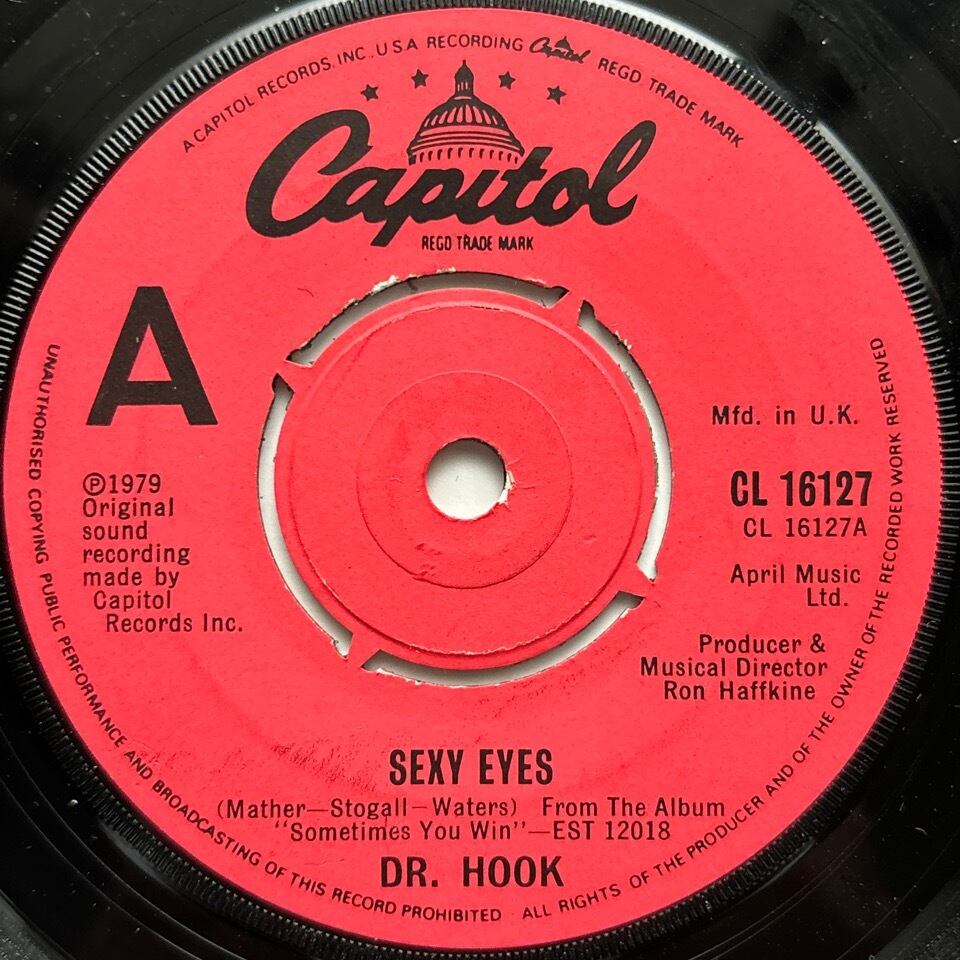 A CAPITOL RECORDS, INC., U.S.A RECORDING Capitol REGD TRADE MARK
Capitol
REGD TRADE MARK
A
℗1979
Original
sound
recording
made by
Capitol
Records Inc.
Mfd. in U.K.
CL 16127
CL 16127A
April Music
Ltd.
Producer &
Musical Director
Ron Haffkine
SEXY EYES
(Mather—Stogall—Waters) From The Album
"Sometimes You Win"—EST 12018
DR. HOOK
UNAUTHORISED COPYING PUBLIC PERFORMANCE AND BROADCASTING OF THIS RECORD PROHIBITED · ALL RIGHTS OF THE PRODUCER AND OF THE OWNER OF THE RECORDED WORK RESERVED